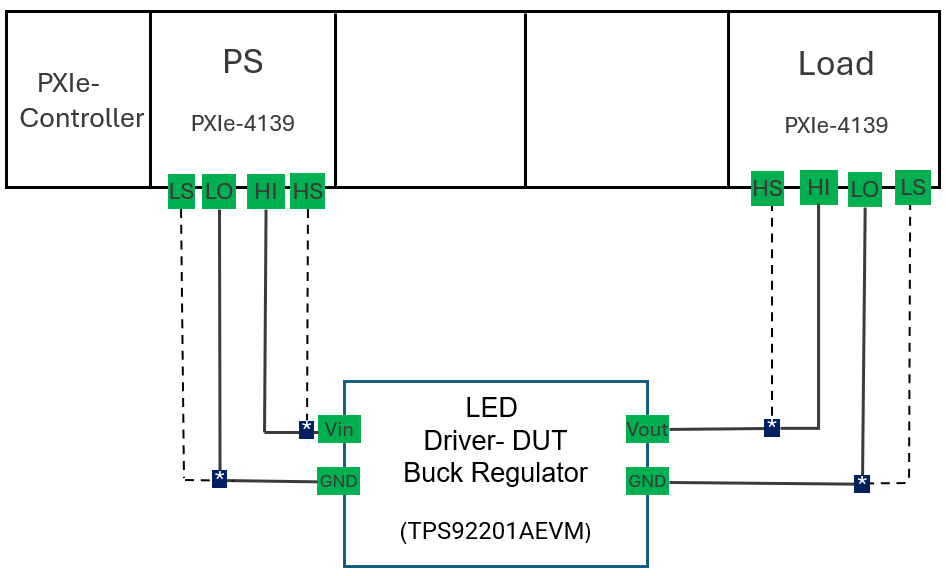 PXIe-
Controller
PS
PXIe-4139
Load
PXIe-4139
LS
LO
HI
HS
HS
HI
LO
LS
*
Vin
*
GND
LED
Driver- DUT
Buck Regulator
(TPS92201AEVM)
Vout
*
GND
*